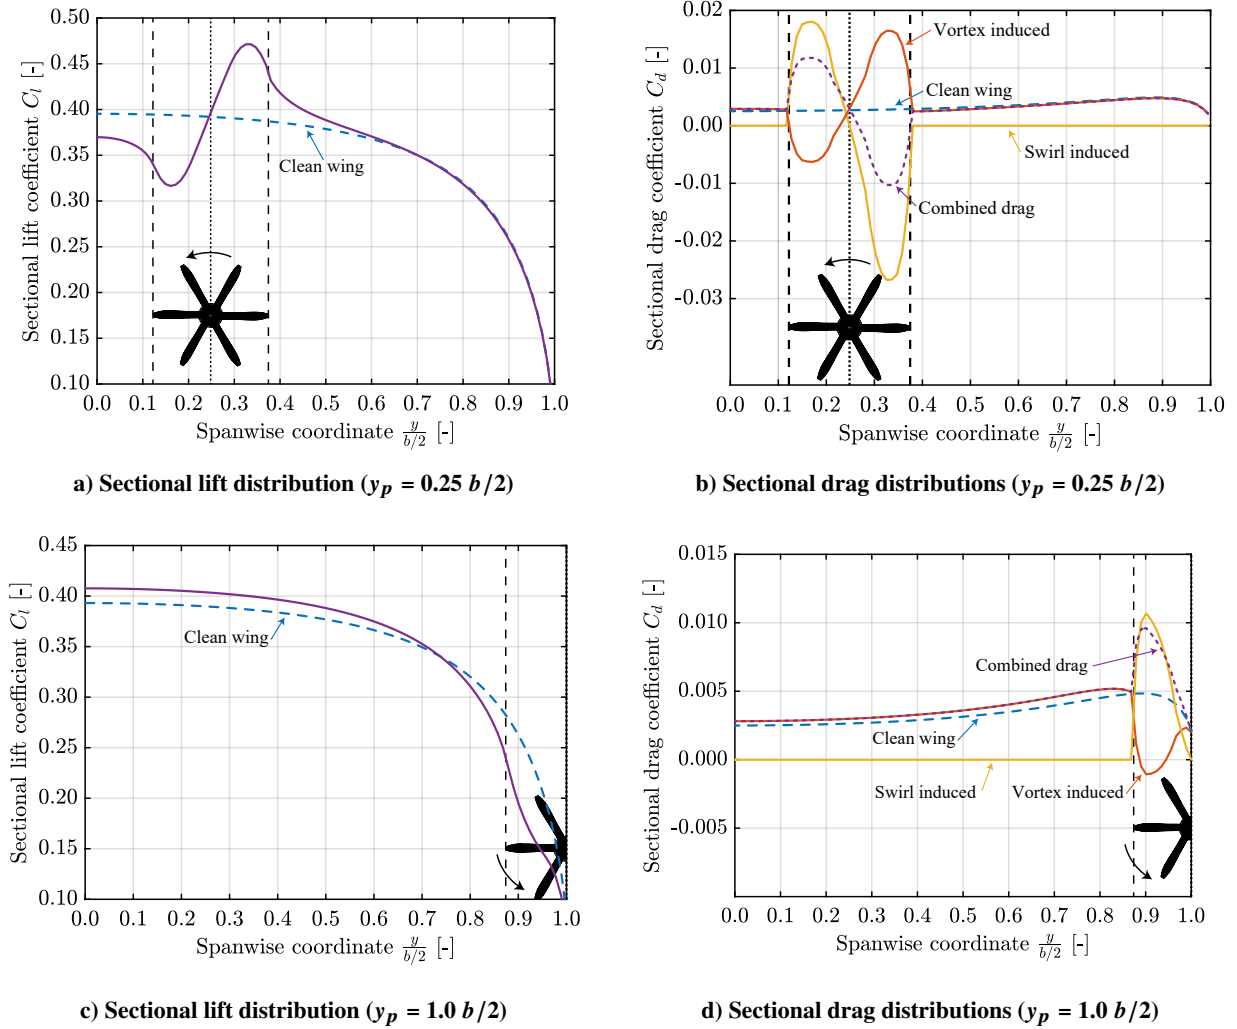 0.50
0.45
0.40
0.35
0.30
0.25
0.20
0.15
0.10
Sectional lift coefficient C_l [-]
Clean wing
0.0 0.1 0.2 0.3 0.4 0.5 0.6 0.7 0.8 0.9 1.0
Spanwise coordinate y/(b/2) [-]
a) Sectional lift distribution (y_p = 0.25 b/2)
0.02
0.01
0.00
-0.01
-0.02
-0.03
Sectional drag coefficient C_d [-]
Vortex induced
Clean wing
Swirl induced
Combined drag
0.0 0.1 0.2 0.3 0.4 0.5 0.6 0.7 0.8 0.9 1.0
Spanwise coordinate y/(b/2) [-]
b) Sectional drag distributions (y_p = 0.25 b/2)
0.45
0.40
0.35
0.30
0.25
0.20
0.15
0.10
Sectional lift coefficient C_l [-]
Clean wing
0.0 0.1 0.2 0.3 0.4 0.5 0.6 0.7 0.8 0.9 1.0
Spanwise coordinate y/(b/2) [-]
c) Sectional lift distribution (y_p = 1.0 b/2)
0.015
0.010
0.005
0.000
-0.005
Sectional drag coefficient C_d [-]
Combined drag
Clean wing
Swirl induced
Vortex induced
0.0 0.1 0.2 0.3 0.4 0.5 0.6 0.7 0.8 0.9 1.0
Spanwise coordinate y/(b/2) [-]
d) Sectional drag distributions (y_p = 1.0 b/2)